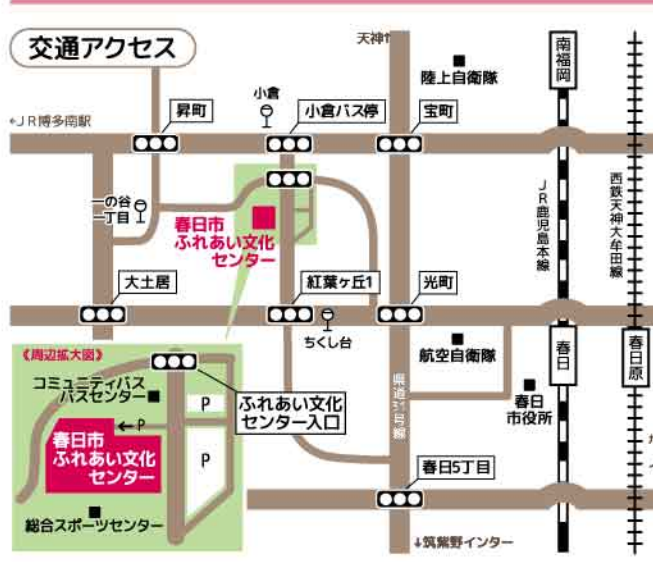 交通アクセス
天神↑
南福岡
陸上自衛隊
小倉
昇町
小倉バス停
宝町
←JR博多南駅
一の谷
一丁目
春日市
ふれあい文化
センター
JR鹿児島本線
西鉄天神大牟田線
大土居
紅葉ヶ丘1
光町
ちくし台
航空自衛隊
春日
春日原
県道31号線
春日
市役所
《周辺拡大図》
コミュニティバス
バスセンター
P
ふれあい文化
センター入口
←P
春日市
ふれあい文化
センター
P
春日5丁目
総合スポーツセンター
↓筑紫野インター